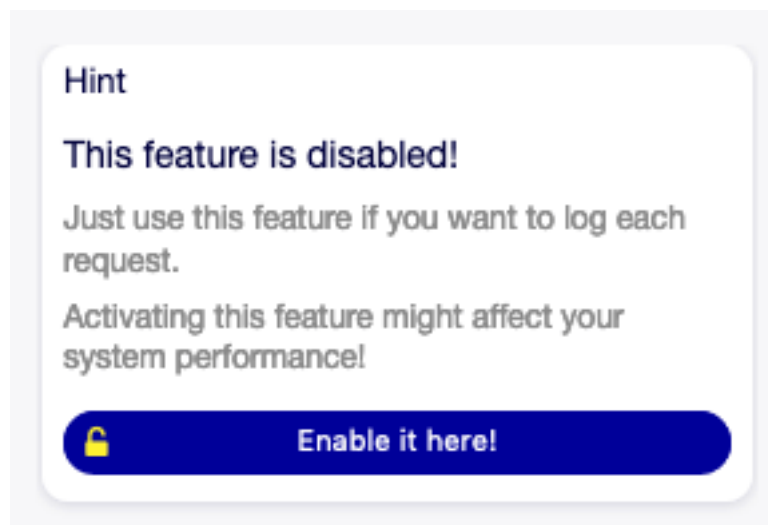 Hint
This feature is disabled!
Just use this feature if you want to log each
request.
Activating this feature might affect your
system performance!
Enable it here!